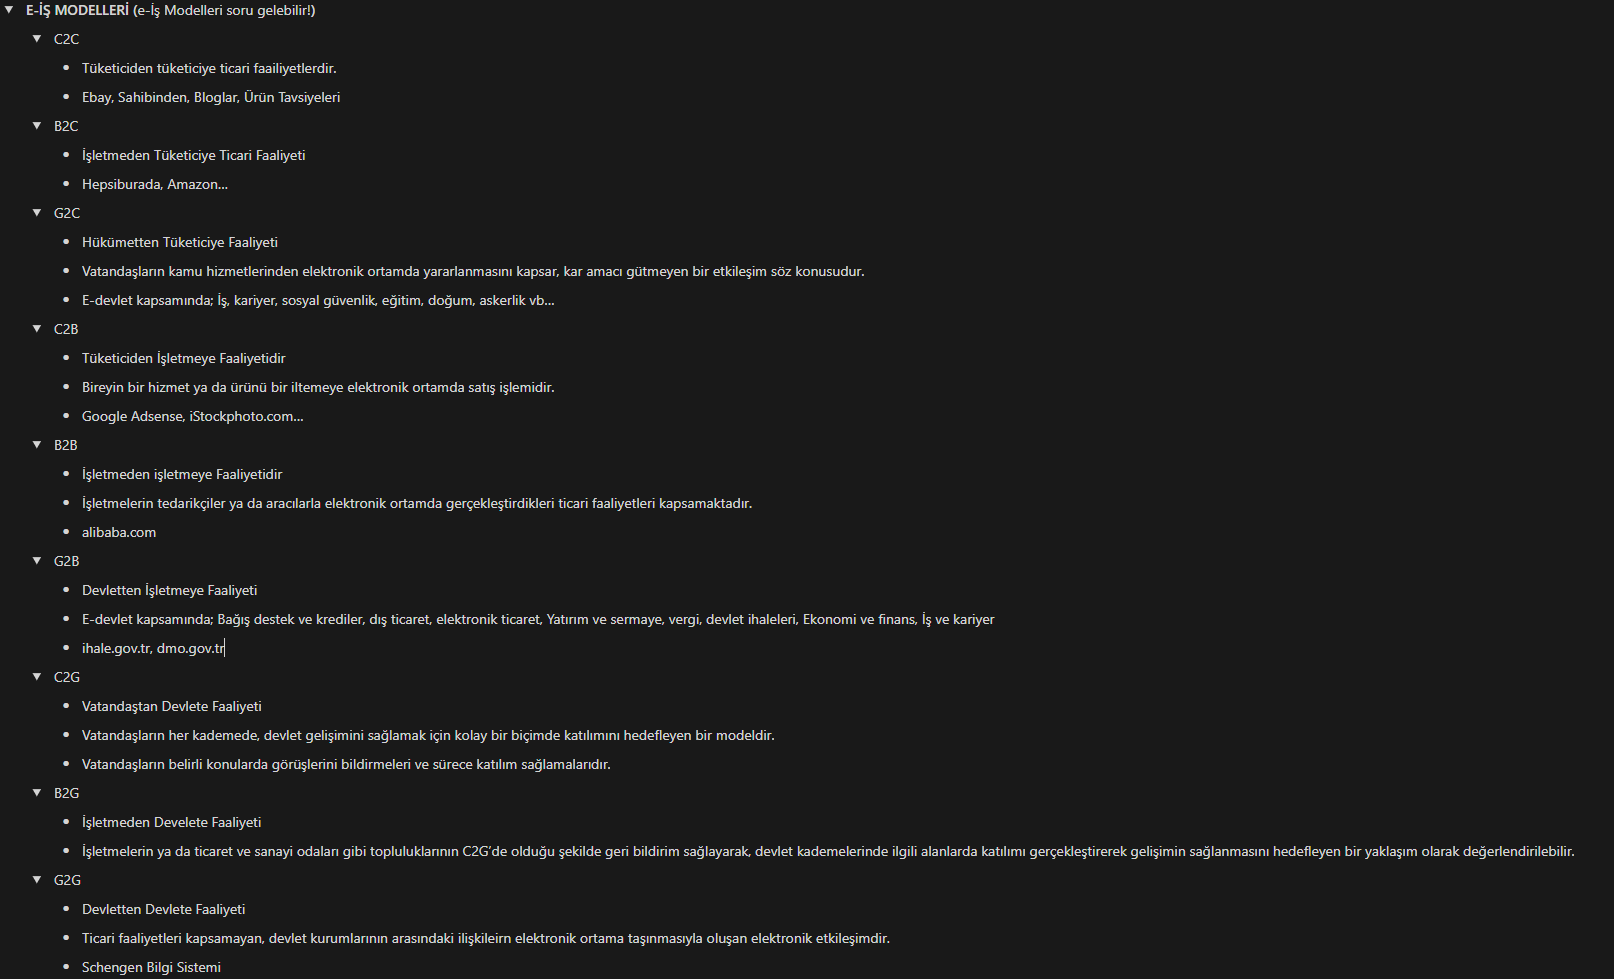 E-İŞ MODELLERİ (e-İş Modelleri soru gelebilir!)
C2C
Tüketiciden tüketiciye ticari faailiyetlerdir.
Ebay, Sahibinden, Bloglar, Ürün Tavsiyeleri
B2C
İşletmeden Tüketiciye Ticari Faaliyeti
Hepsiburada, Amazon...
G2C
Hükümetten Tüketiciye Faaliyeti
Vatandaşların kamu hizmetlerinden elektronik ortamda yararlanmasını kapsar, kar amacı gütmeyen bir etkileşim söz konusudur.
E-devlet kapsamında; İş, kariyer, sosyal güvenlik, eğitim, doğum, askerlik vb...
C2B
Tüketiciden İşletmeye Faaliyetidir
Bireyin bir hizmet ya da ürünü bir iltemeye elektronik ortamda satış işlemidir.
Google Adsense, iStockphoto.com...
B2B
İşletmeden işletmeye Faaliyetidir
İşletmelerin tedarikçiler ya da aracılarla elektronik ortamda gerçekleştirdikleri ticari faaliyetleri kapsamaktadır.
alibaba.com
G2B
Devletten İşletmeye Faaliyeti
E-devlet kapsamında; Bağış destek ve krediler, dış ticaret, elektronik ticaret, Yatırım ve sermaye, vergi, devlet ihaleleri, Ekonomi ve finans, İş ve kariyer
ihale.gov.tr, dmo.gov.tr
C2G
Vatandaştan Devlete Faaliyeti
Vatandaşların her kademede, devlet gelişimini sağlamak için kolay bir biçimde katılımını hedefleyen bir modeldir.
Vatandaşların belirli konularda görüşlerini bildirmeleri ve sürece katılım sağlamalarıdır.
B2G
İşletmeden Develete Faaliyeti
İşletmelerin ya da ticaret ve sanayi odaları gibi topluluklarının C2G'de olduğu şekilde geri bildirim sağlayarak, devlet kademelerinde ilgili alanlarda katılımı gerçekleştirerek gelişimin sağlanmasını hedefleyen bir yaklaşım olarak değerlendirilebilir.
G2G
Devletten Devlete Faaliyeti
Ticari faaliyetleri kapsamayan, devlet kurumlarının arasındaki ilişkileirn elektronik ortama taşınmasıyla oluşan elektronik etkileşimdir.
Schengen Bilgi Sistemi